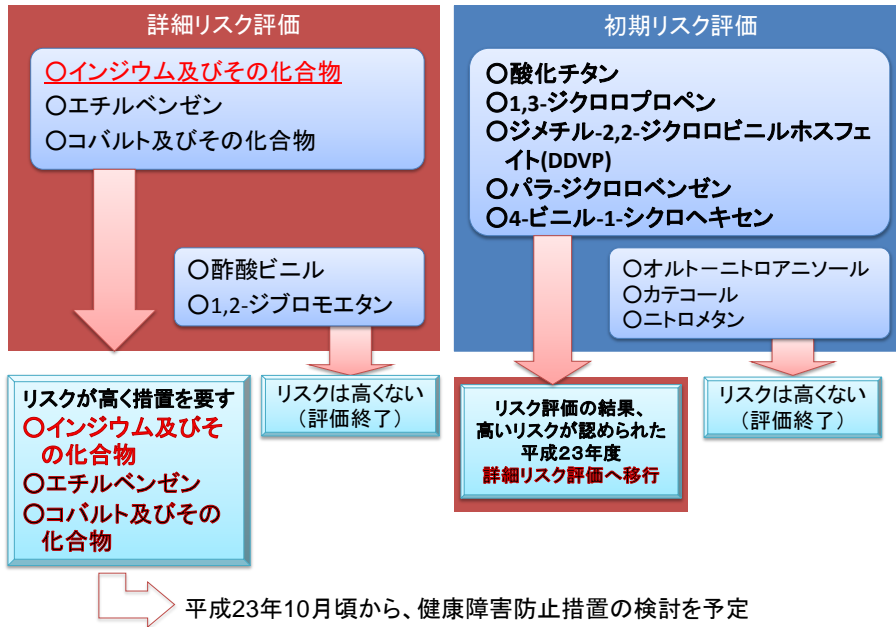 詳細リスク評価
○インジウム及びその化合物
○エチルベンゼン
○コバルト及びその化合物
○酢酸ビニル
○1,2-ジブロモエタン
リスクが高く措置を要す
○インジウム及びそ
の化合物
○エチルベンゼン
○コバルト及びその
化合物
リスクは高くない
（評価終了）
初期リスク評価
○酸化チタン
○1,3-ジクロロプロペン
○ジメチル-2,2-ジクロロビニルホスフェ
イト(DDVP)
○パラ-ジクロロベンゼン
○4-ビニル-1-シクロヘキセン
○オルトーニトロアニソール
○カテコール
○ニトロメタン
リスク評価の結果、
高いリスクが認められた
平成２３年度
詳細リスク評価へ移行
リスクは高くない
（評価終了）
平成23年10月頃から、健康障害防止措置の検討を予定